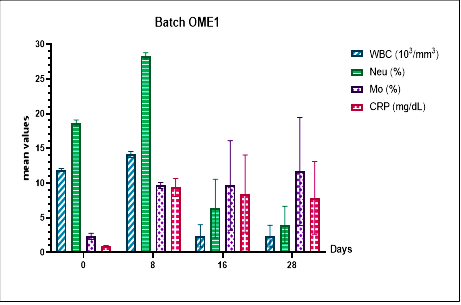 Batch OME1
30
25
20
15
10
5
0
mean values
0 8 16 28
Days
WBC (10³/mm³)
Neu (%)
Mo (%)
CRP (mg/dL)